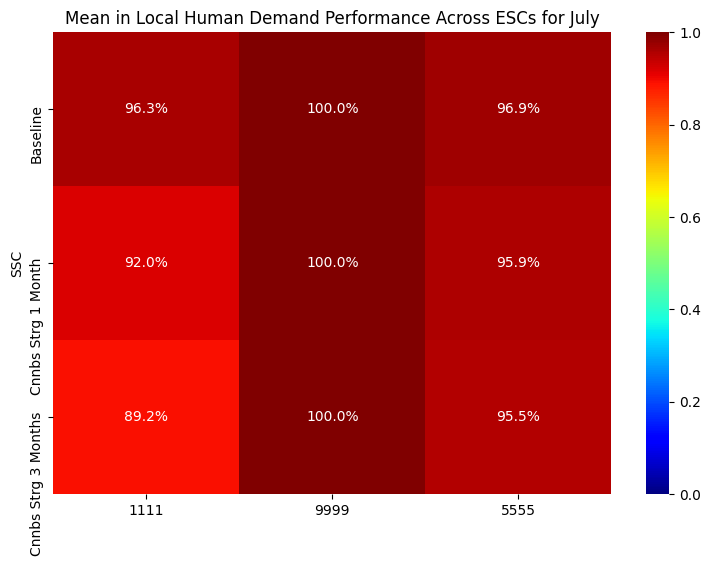 Mean in Local Human Demand Performance Across ESCs for July
SSC
Baseline
96.3% 100.0% 96.9%
Cnnbs Strg 1 Month
92.0% 100.0% 95.9%
Cnnbs Strg 3 Months
89.2% 100.0% 95.5%
1111 9999 5555
1.0
0.8
0.6
0.4
0.2
0.0